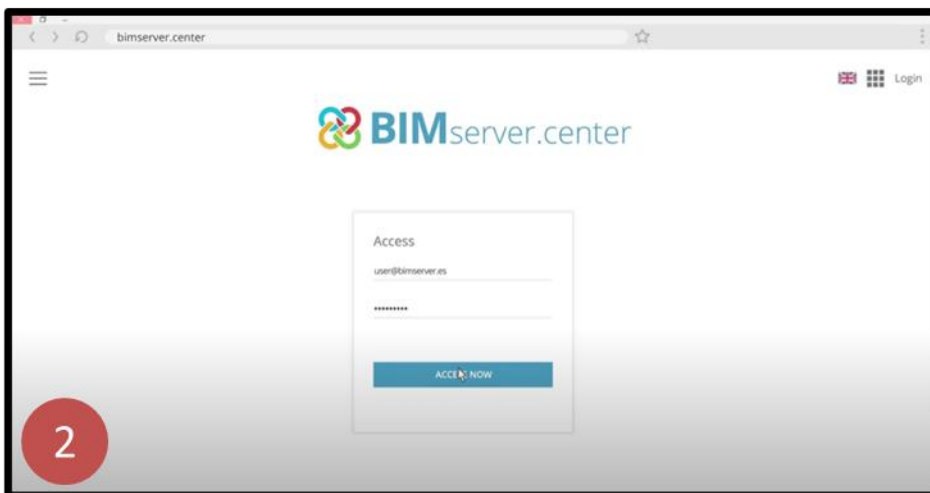 bimserver.center
Login
BIMserver.center
Access
user@bimserver.es
•••••••••
ACCESS NOW
2